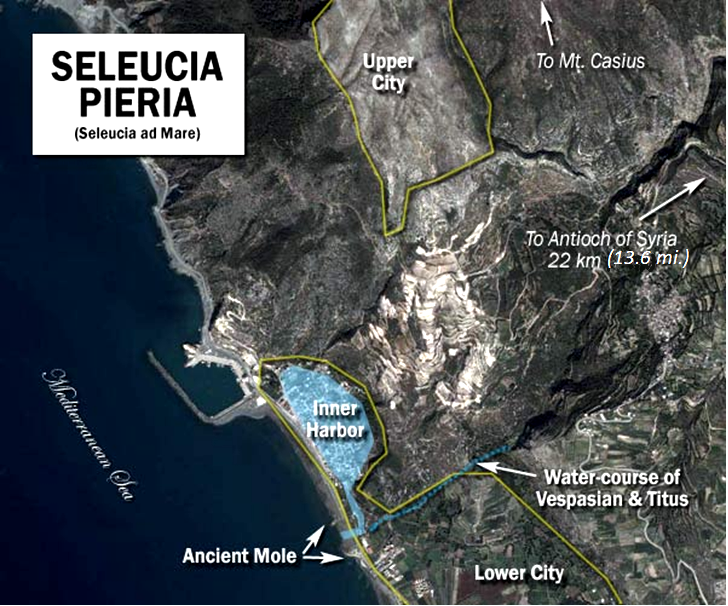 SELEUCIA
PIERIA
(Seleucia ad Mare)
Upper
City
To Mt. Casius
To Antioch of Syria
22 km (13.6 mi.)
Mediterranean Sea
Inner
Harbor
Water-course of
Vespasian & Titus
Ancient Mole
Lower City